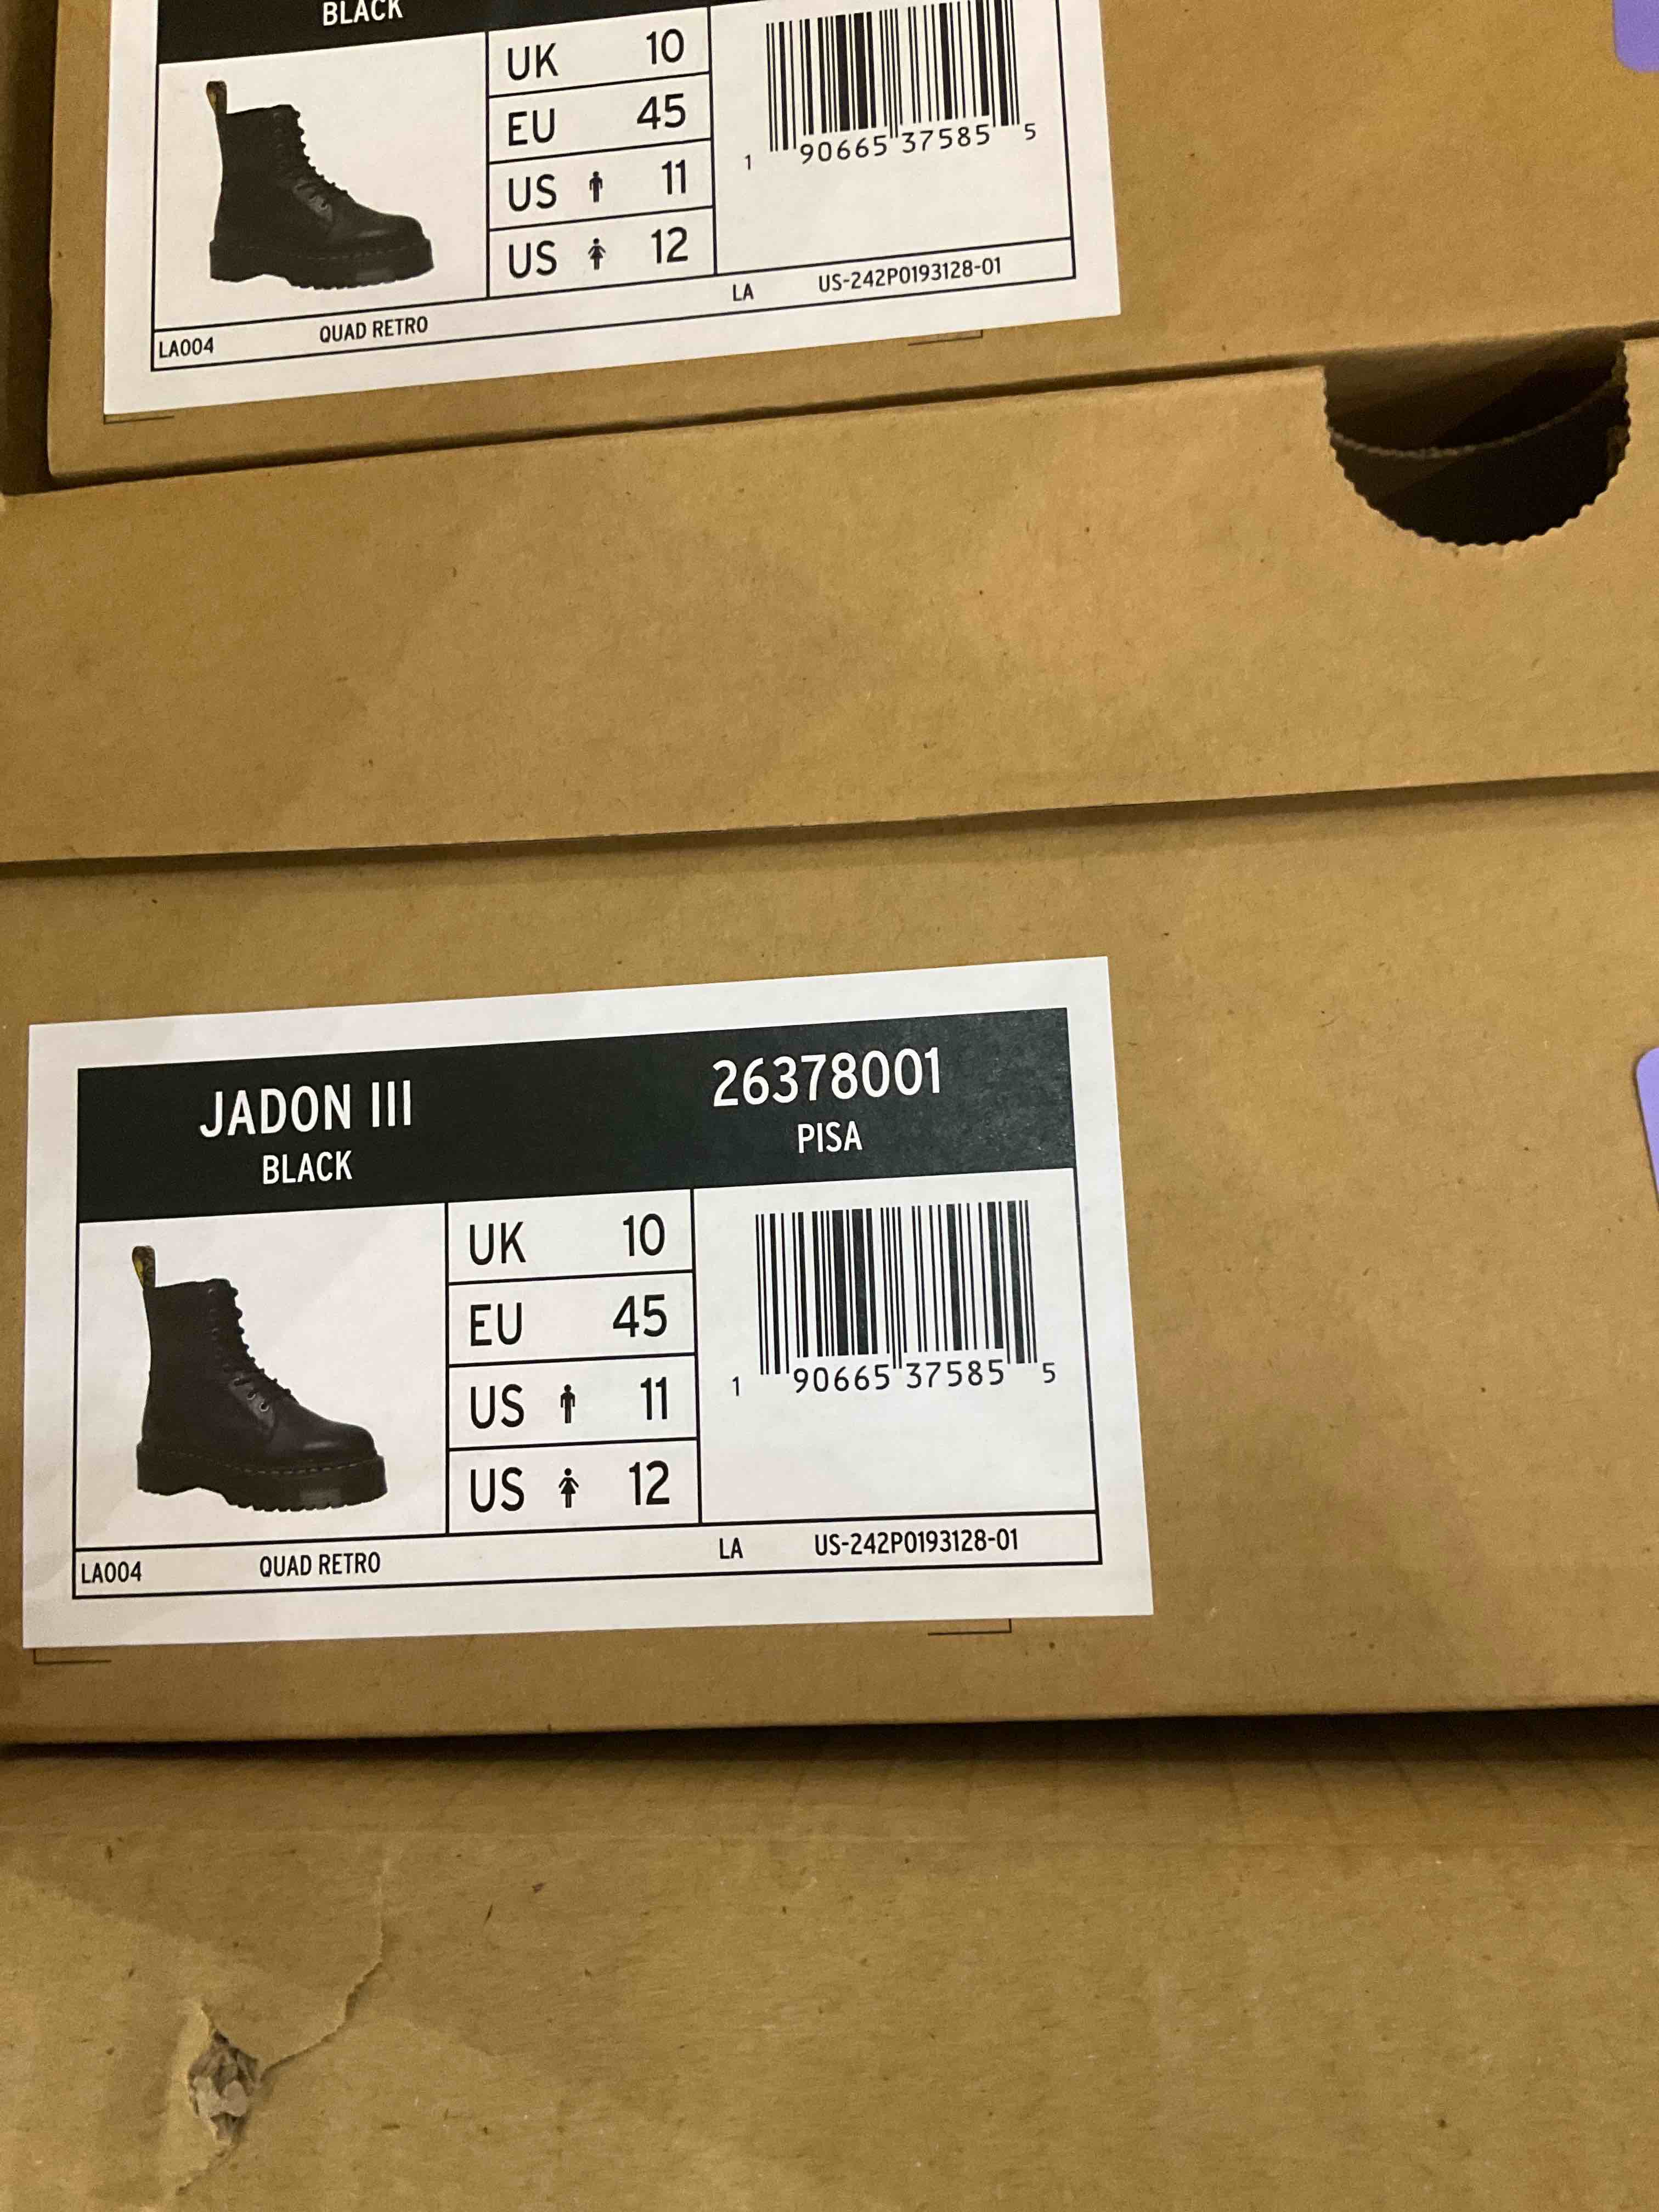 BLACK
UK 10
EU 45
US 11
US 12
1 90665 37585 5
LA004 QUAD RETRO LA US-242P0193128-01
JADON III 26378001
BLACK PISA
UK 10
EU 45
US 11
US 12
1 90665 37585 5
LA004 QUAD RETRO LA US-242P0193128-01